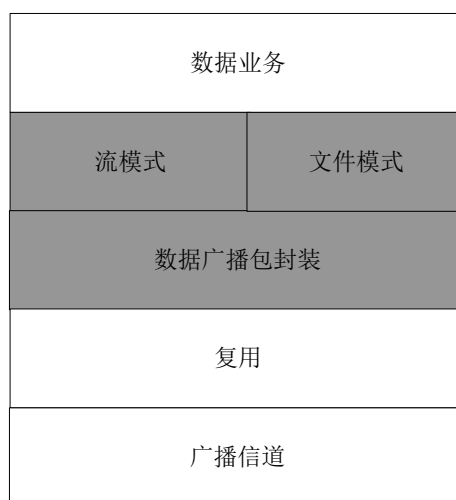 数据业务
流模式
文件模式
数据广播包封装
复用
广播信道